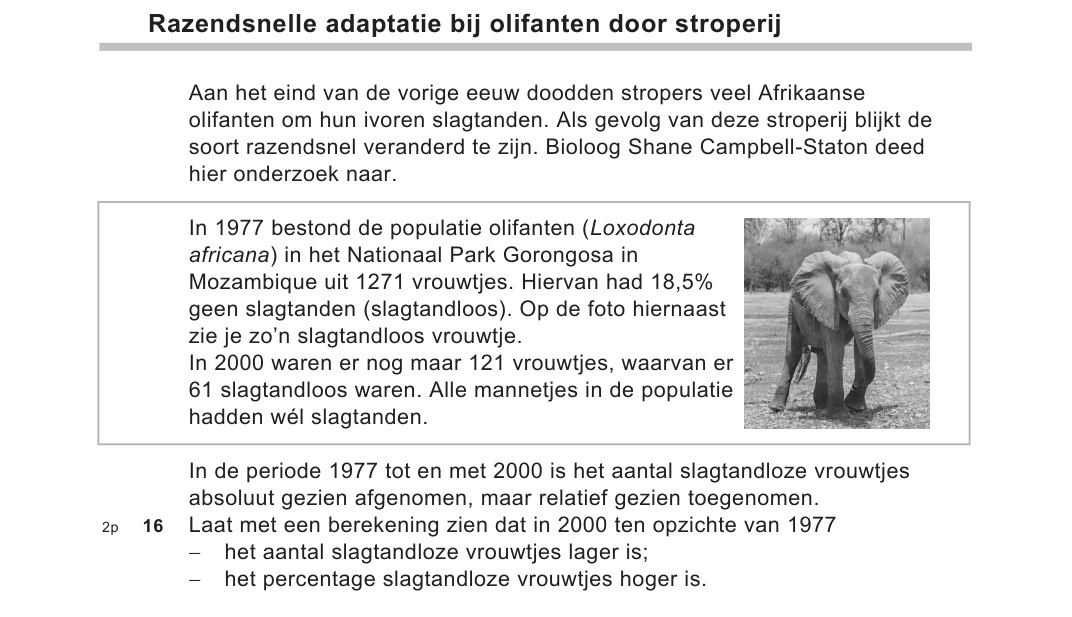 Razendsnelle adaptatie bij olifanten door stroperij
Aan het eind van de vorige eeuw doodden stropers veel Afrikaanse
olifanten om hun ivoren slagtanden. Als gevolg van deze stroperij blijkt de
soort razendsnel veranderd te zijn. Bioloog Shane Campbell-Staton deed
hier onderzoek naar.
In 1977 bestond de populatie olifanten (Loxodonta
africana) in het Nationaal Park Gorongosa in
Mozambique uit 1271 vrouwtjes. Hiervan had 18,5%
geen slagtanden (slagtandloos). Op de foto hiernaast
zie je zo’n slagtandloos vrouwtje.
In 2000 waren er nog maar 121 vrouwtjes, waarvan er
61 slagtandloos waren. Alle mannetjes in de populatie
hadden wél slagtanden.
In de periode 1977 tot en met 2000 is het aantal slagtandloze vrouwtjes
absoluut gezien afgenomen, maar relatief gezien toegenomen.
2p 16 Laat met een berekening zien dat in 2000 ten opzichte van 1977
– het aantal slagtandloze vrouwtjes lager is;
– het percentage slagtandloze vrouwtjes hoger is.